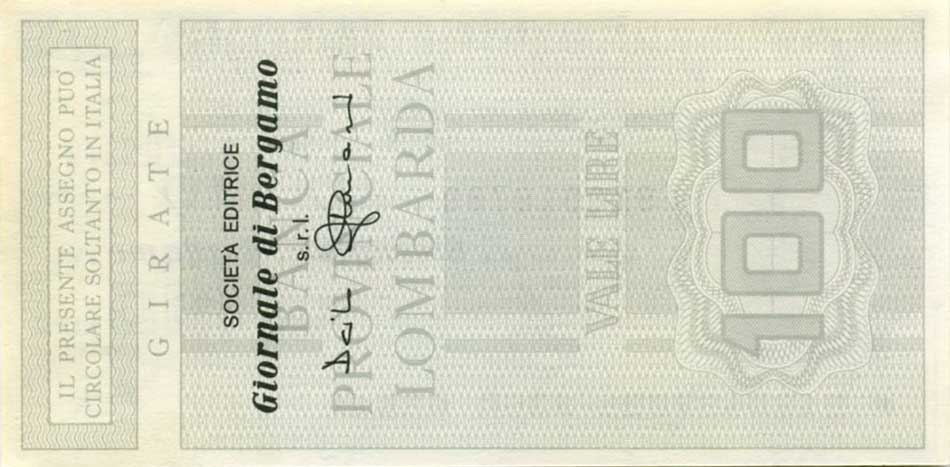 IL PRESENTE ASSEGNO PUO'
CIRCOLARE SOLTANTO IN ITALIA
GIRATE
SOCIETÀ EDITRICE
Giornale di Bergamo
s.r.l.
BANCA
PROVINCIALE
LOMBARDA
VALE LIRE
100